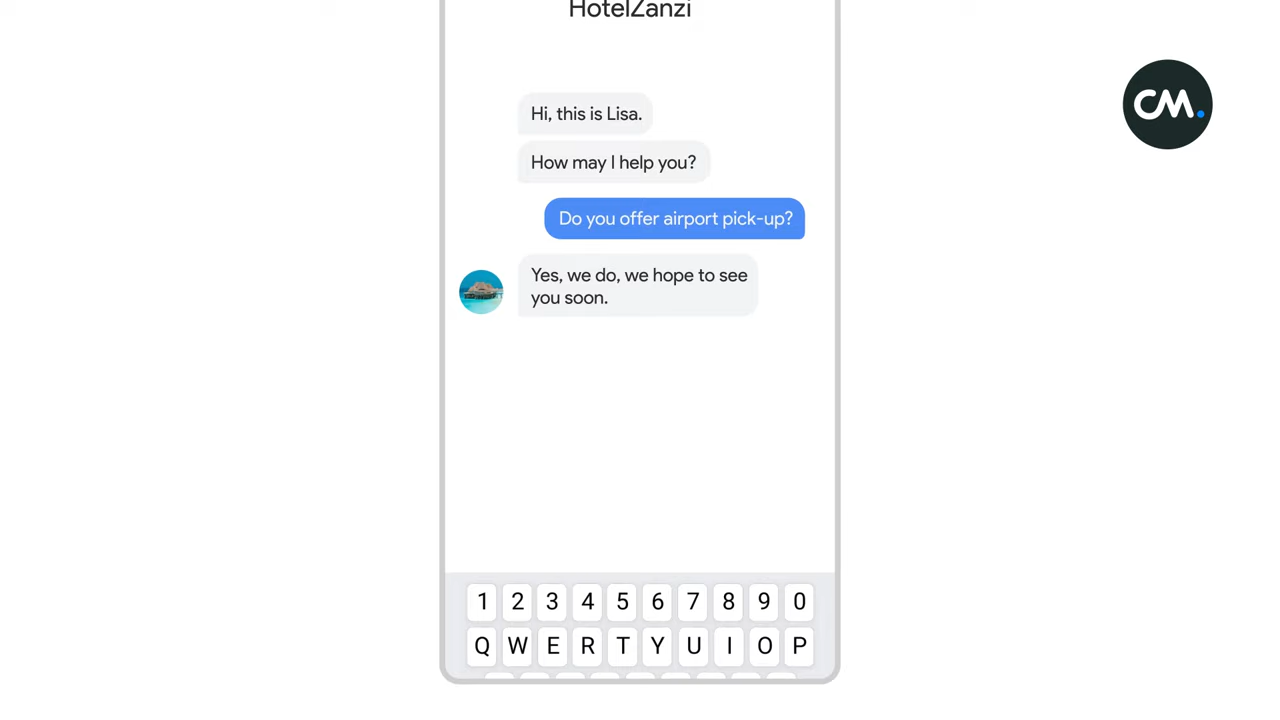 HotelZanzi
CM.
Hi, this is Lisa.
How may I help you?
Do you offer airport pick-up?
Yes, we do, we hope to see
you soon.
1 2 3 4 5 6 7 8 9 0
Q W E R T Y U I O P